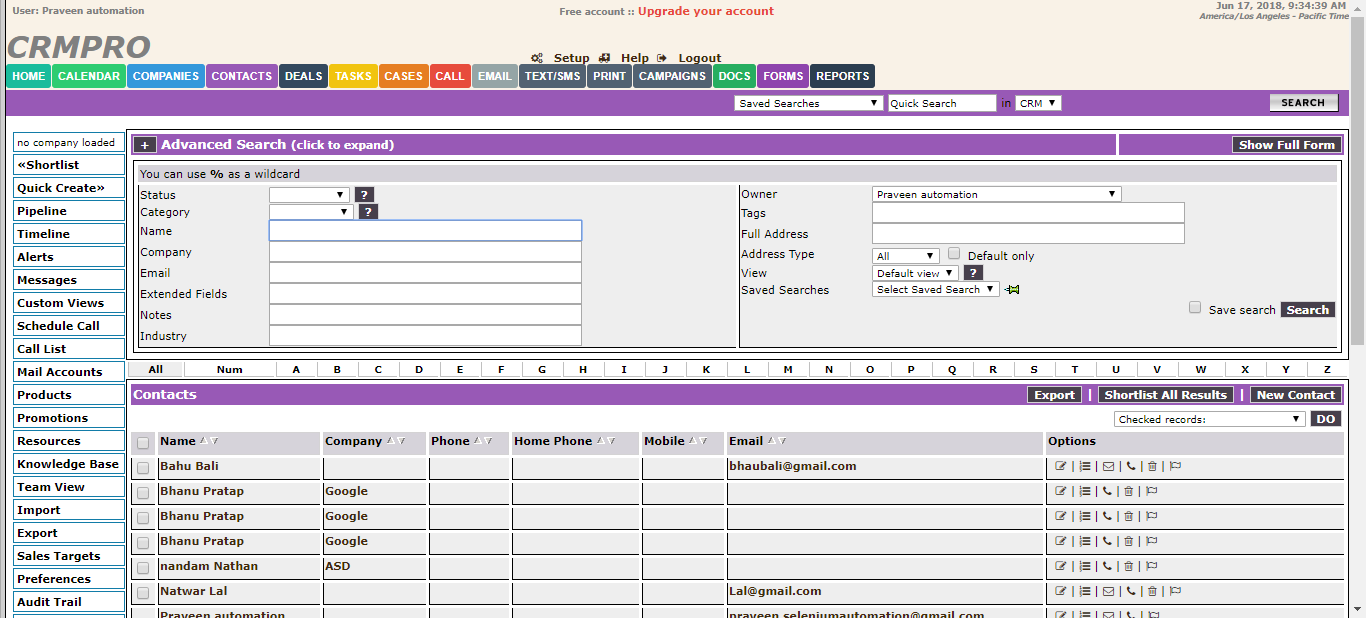 User: Praveen automation
Free account :: Upgrade your account
Jun 17, 2018, 9:34:39 AM
America/Los Angeles - Pacific Time
CRMPRO
Setup Help Logout
HOME CALENDAR COMPANIES CONTACTS DEALS TASKS CASES CALL EMAIL TEXT/SMS PRINT CAMPAIGNS DOCS FORMS REPORTS
Saved Searches Quick Search in CRM SEARCH
no company loaded
«Shortlist
Quick Create»
Pipeline
Timeline
Alerts
Messages
Custom Views
Schedule Call
Call List
Mail Accounts
Products
Promotions
Resources
Knowledge Base
Team View
Import
Export
Sales Targets
Preferences
Audit Trail
+ Advanced Search (click to expand) Show Full Form
You can use % as a wildcard
Status ?
Category ?
Name
Company
Email
Extended Fields
Notes
Industry
Owner Praveen automation
Tags
Full Address
Address Type All Default only
View Default view ?
Saved Searches Select Saved Search
Save search Search
All Num A B C D E F G H I J K L M N O P Q R S T U V W X Y Z
Contacts Export | Shortlist All Results | New Contact
Checked records: DO
Name Company Phone Home Phone Mobile Email Options
Bahu Bali bhaubali@gmail.com | | | | |
Bhanu Pratap Google | | | |
Bhanu Pratap Google | | | |
Bhanu Pratap Google | | | |
nandam Nathan ASD | | | |
Natwar Lal Lal@gmail.com | | | | |
Praveen automation praveen.seleniumautomation@gmail.com | | | |